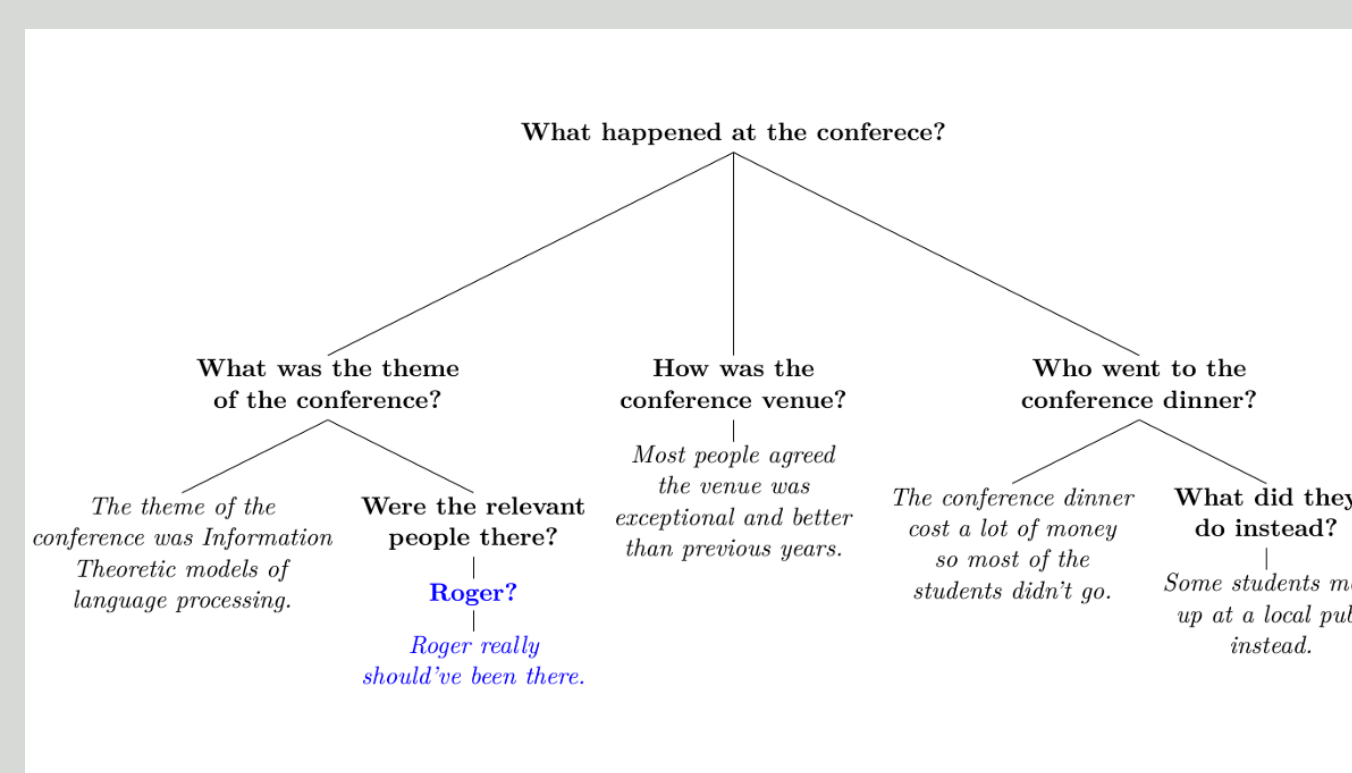 What happened at the conferece?
What was the theme
of the conference?
How was the
conference venue?
Who went to the
conference dinner?
The theme of the
conference was Information
Theoretic models of
language processing.
Were the relevant
people there?
Roger?
Roger really
should've been there.
Most people agreed
the venue was
exceptional and better
than previous years.
The conference dinner
cost a lot of money
so most of the
students didn't go.
What did they
do instead?
Some students
up at a local pub
instead.